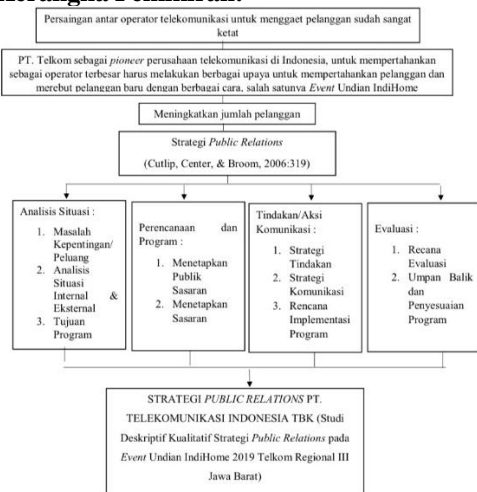 Kerangka Pemikiran:
Persaingan antar operator telekomunikasi untuk menggaet pelanggan sudah sangat
ketat
PT. Telkom sebagai pioneer perusahaan telekomunikasi di Indonesia, untuk mempertahankan
sebagai operator terbesar harus melakukan berbagai upaya untuk mempertahankan pelanggan dan
merebut pelanggan baru dengan berbagai cara, salah satunya Event Undian IndiHome
Meningkatkan jumlah pelanggan
Strategi Public Relations
(Cutlip, Center, & Broom, 2006:319)
Analisis Situasi :
1. Masalah
Kepentingan/
Peluang
2. Analisis
Situasi
Internal &
Eksternal
3. Tujuan
Program
Perencanaan dan
Program :
1. Menetapkan
Publik
Sasaran
2. Menetapkan
Sasaran
Tindakan/Aksi
Komunikasi :
1. Strategi
Tindakan
2. Strategi
Komunikasi
3. Rencana
Implementasi
Program
Evaluasi :
1. Recana
Evaluasi
2. Umpan Balik
dan
Penyesuaian
Program
STRATEGI PUBLIC RELATIONS PT.
TELEKOMUNIKASI INDONESIA TBK (Studi
Deskriptif Kualitatif Strategi Public Relations pada
Event Undian IndiHome 2019 Telkom Regional III
Jawa Barat)